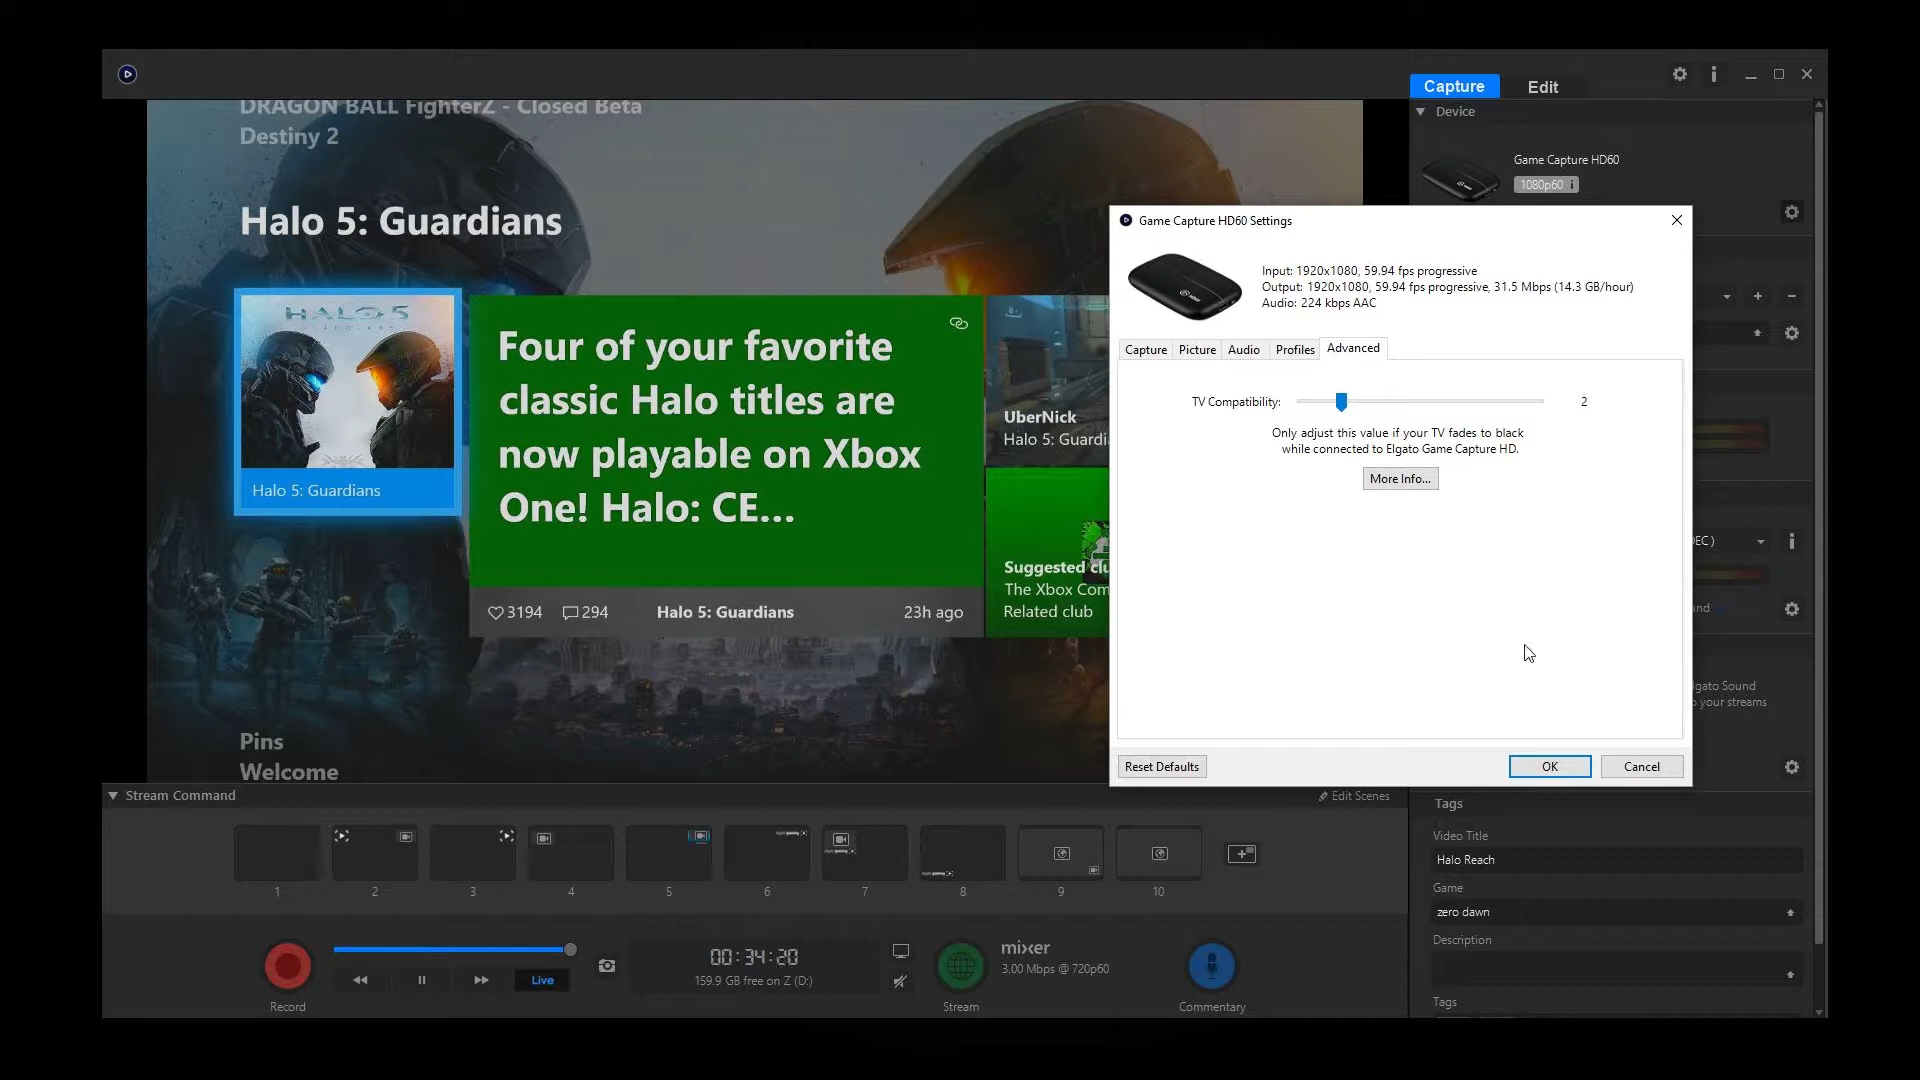 Capture
Edit
DRAGON BALL FighterZ - Closed Beta
Destiny 2
Halo 5: Guardians
HALO 5
GUARDIANS
Halo 5: Guardians
Four of your favorite
classic Halo titles are
now playable on Xbox
One! Halo: CE...
3194
294
Halo 5: Guardians
23h ago
UberNick
Halo 5: Guardi
Suggested clu
The Xbox Com
Related club
Pins
Welcome
Device
Game Capture HD60
1080p60 i
Game Capture HD60 Settings
Input: 1920x1080, 59.94 fps progressive
Output: 1920x1080, 59.94 fps progressive, 31.5 Mbps (14.3 GB/hour)
Audio: 224 kbps AAC
Capture
Picture
Audio
Profiles
Advanced
TV Compatibility:
2
Only adjust this value if your TV fades to black
while connected to Elgato Game Capture HD.
More Info...
Reset Defaults
OK
Cancel
EC )
und
lgato Sound
o your streams
Stream Command
Edit Scenes
1
2
3
4
5
6
7
8
9
10
Record
Live
00:34:20
159.9 GB free on Z (D:)
Stream
mixer
3.00 Mbps @ 720p60
Commentary
Tags
Video Title
Halo Reach
Game
zero dawn
Description
Tags